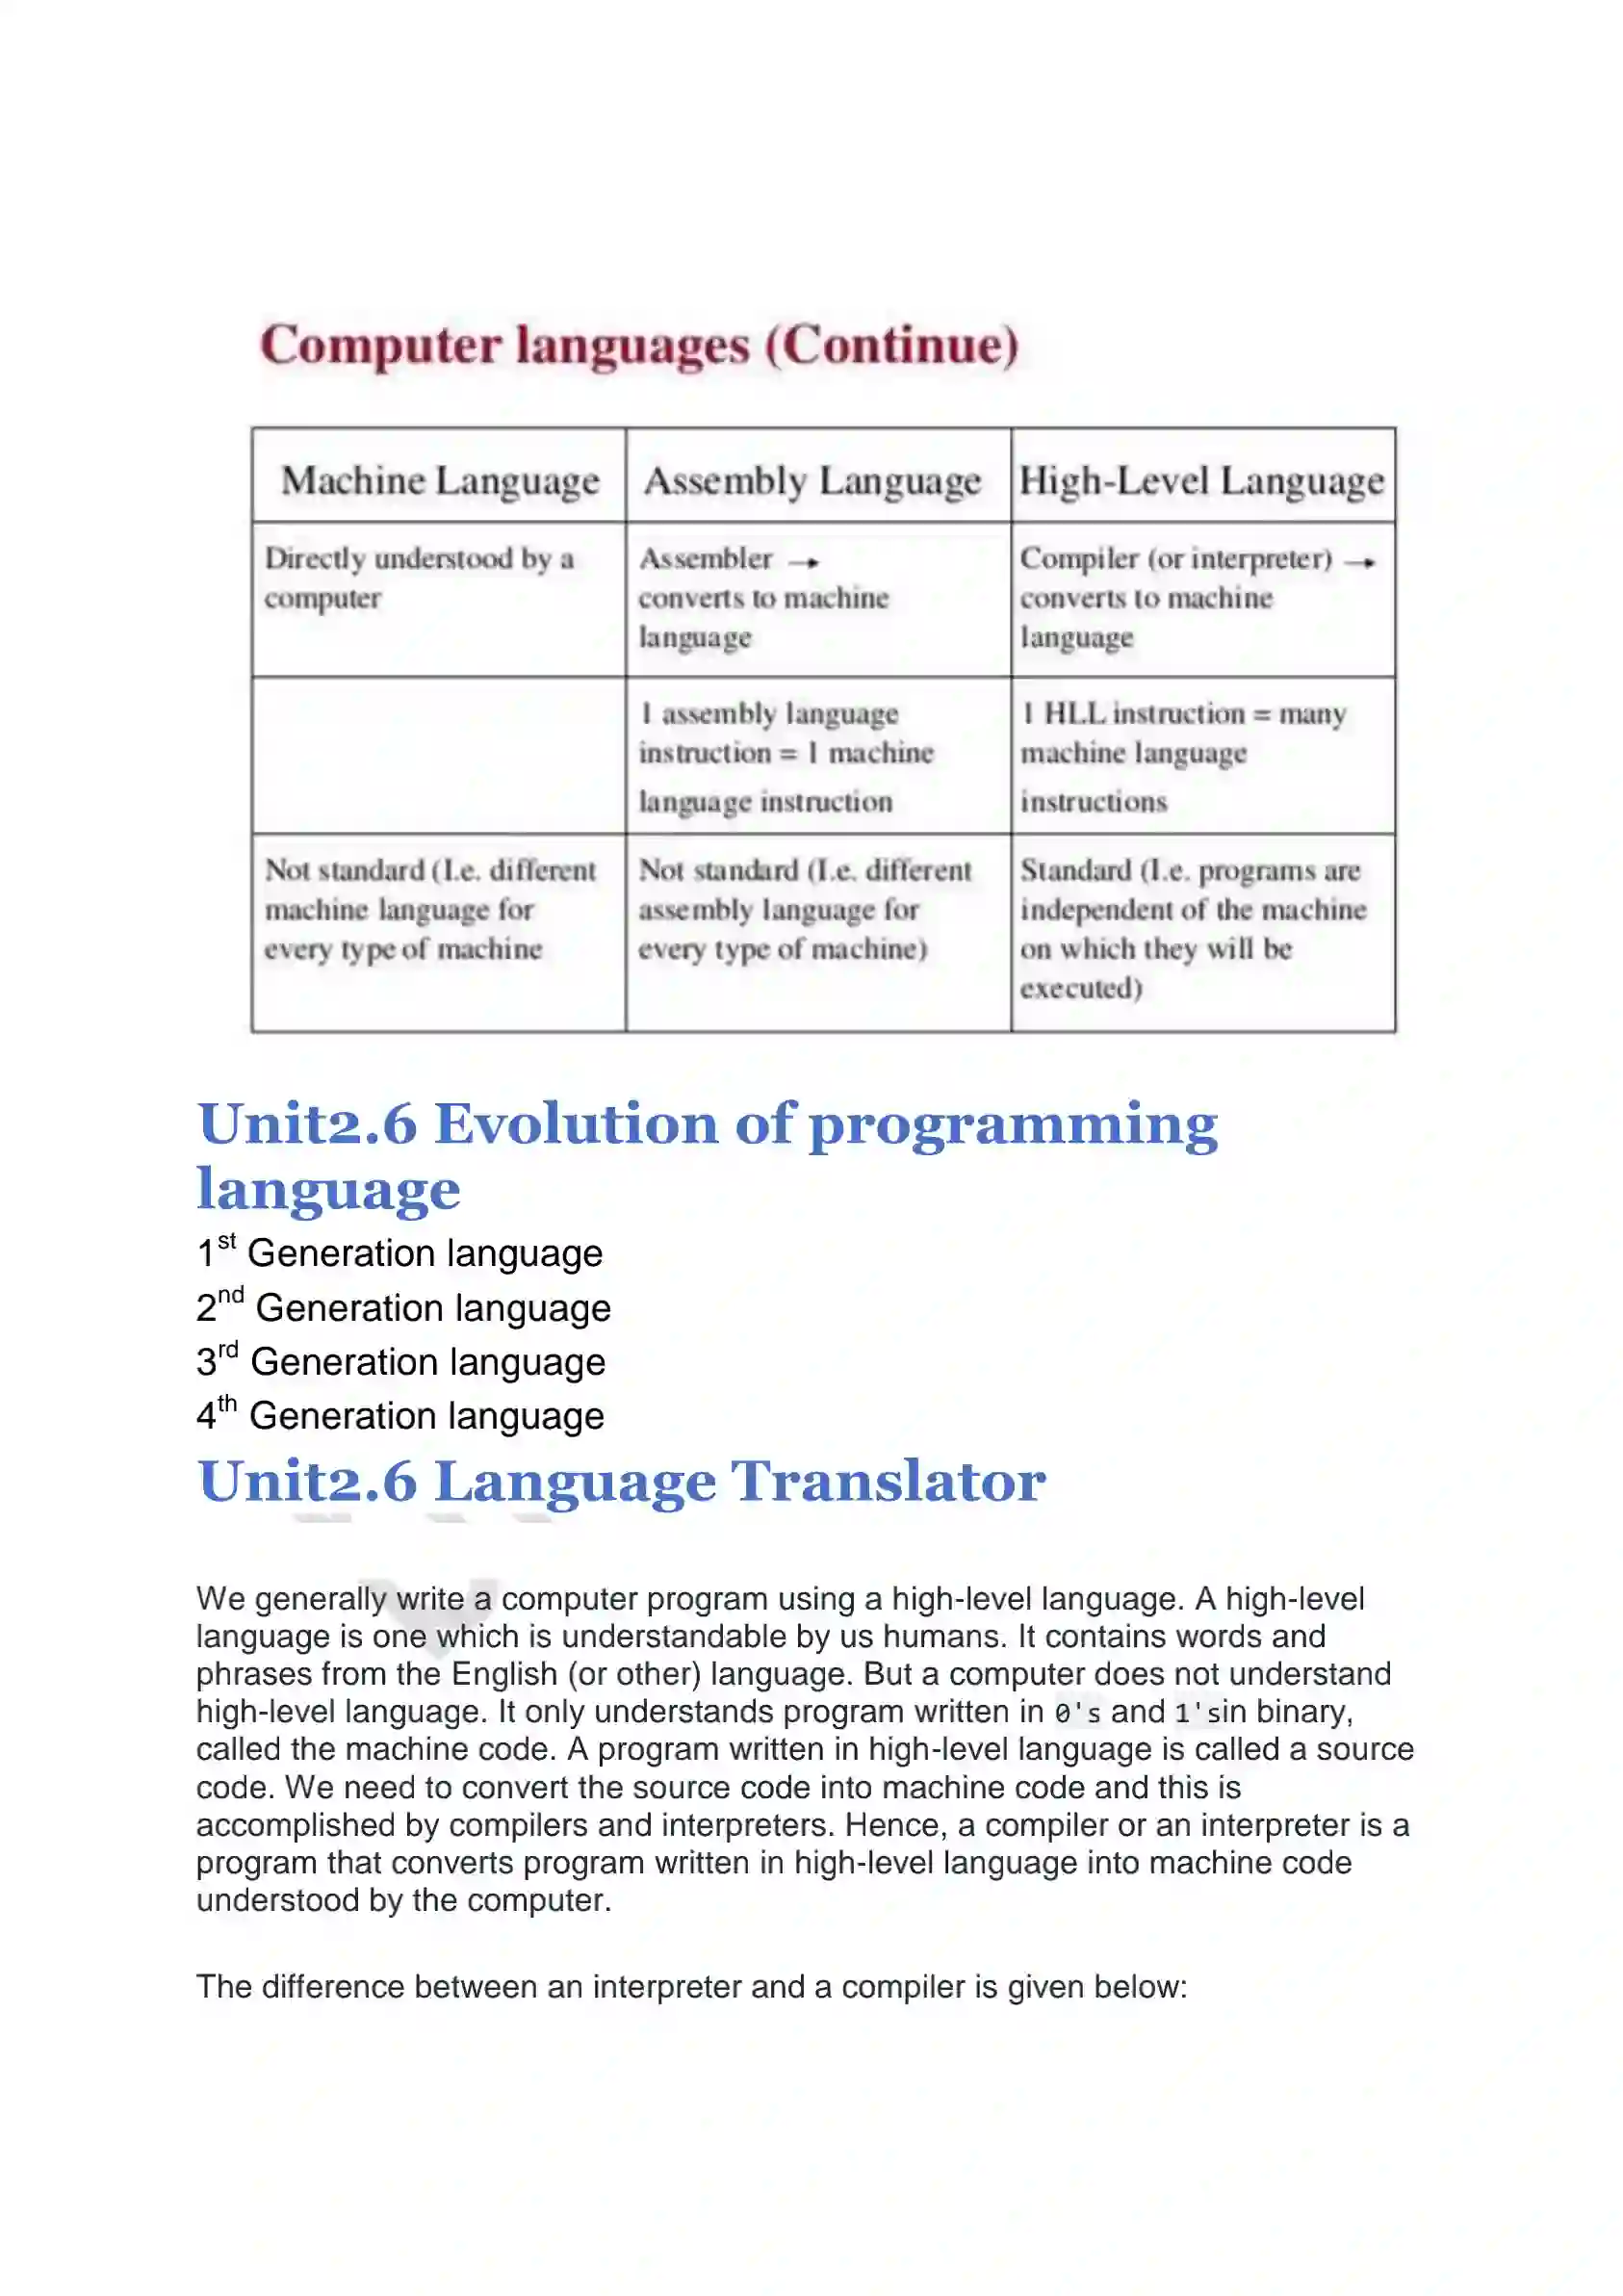 Computer languages (Continue)
Machine Language Assembly Language High-Level Language
Directly understood by a
computer
Assembler →
converts to machine
language
Compiler (or interpreter) →
converts to machine
language
1 assembly language
instruction = 1 machine
language instruction
1 HLL instruction = many
machine language
instructions
Not standard (I.e. different
machine language for
every type of machine
Not standard (I.e. different
assembly language for
every type of machine)
Standard (I.e. programs are
independent of the machine
on which they will be
executed)
Unit2.6 Evolution of programming
language
1st Generation language
2nd Generation language
3rd Generation language
4th Generation language
Unit2.6 Language Translator
We generally write a computer program using a high-level language. A high-level
language is one which is understandable by us humans. It contains words and
phrases from the English (or other) language. But a computer does not understand
high-level language. It only understands program written in 0's and 1'sin binary,
called the machine code. A program written in high-level language is called a source
code. We need to convert the source code into machine code and this is
accomplished by compilers and interpreters. Hence, a compiler or an interpreter is a
program that converts program written in high-level language into machine code
understood by the computer.
The difference between an interpreter and a compiler is given below: